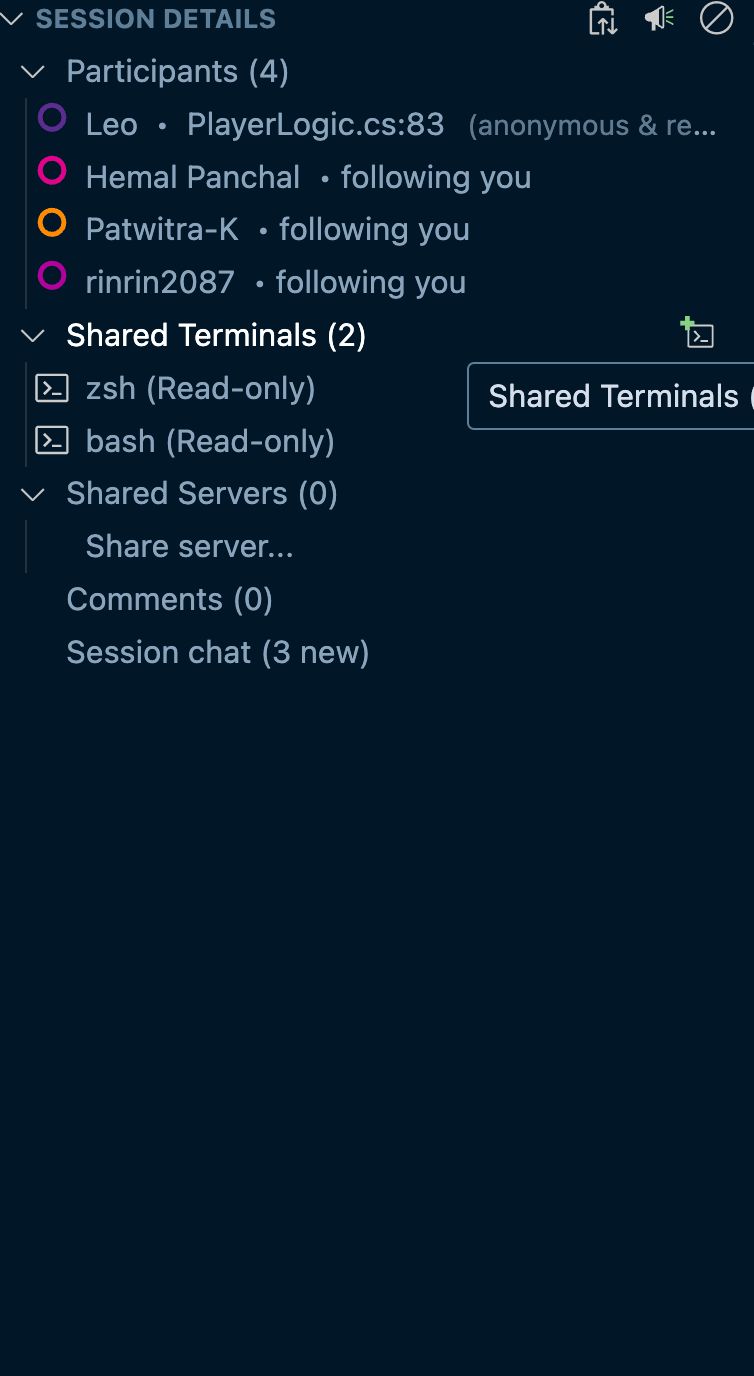 SESSION DETAILS
Participants (4)
Leo • PlayerLogic.cs:83 (anonymous & re...
Hemal Panchal • following you
Patwitra-K • following you
rinrin2087 • following you
Shared Terminals (2)
zsh (Read-only)
Shared Terminals (
bash (Read-only)
Shared Servers (0)
Share server...
Comments (0)
Session chat (3 new)